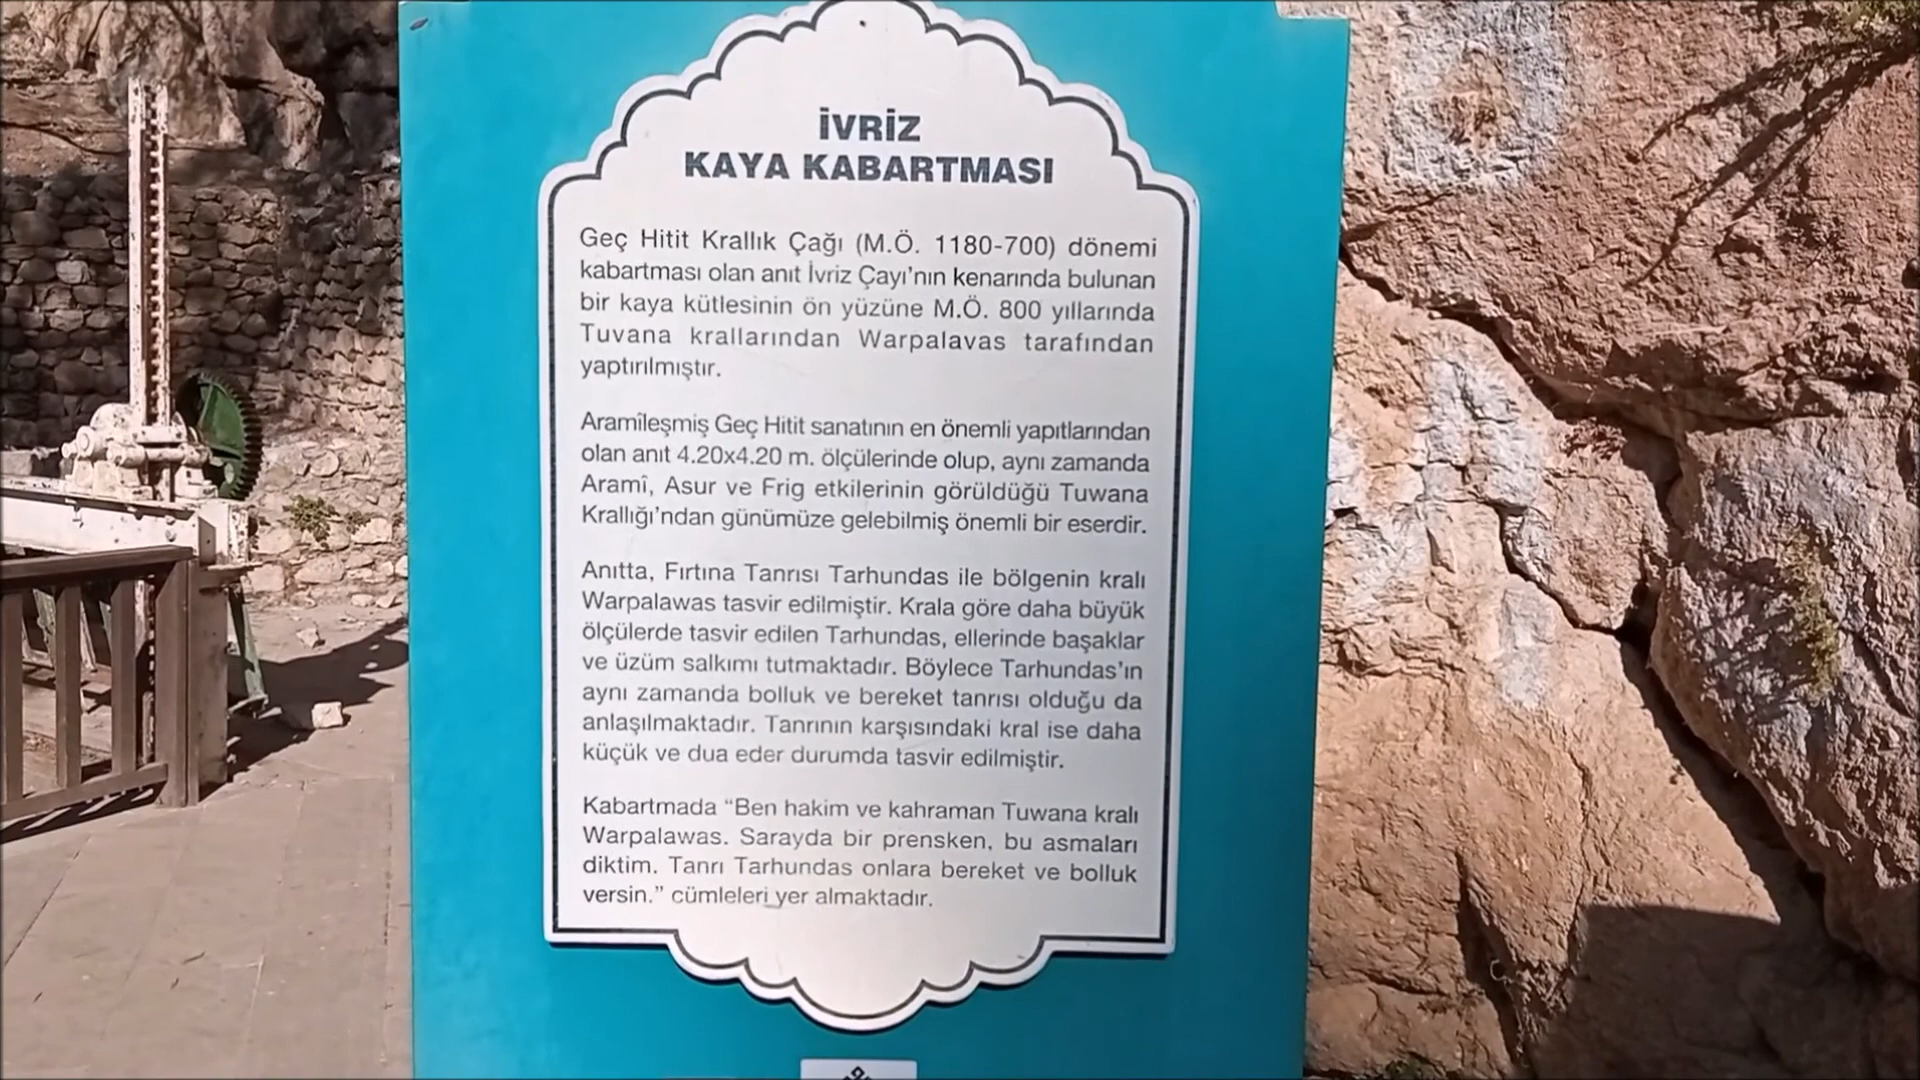 İVRİZ
KAYA KABARTMASI
Geç Hitit Krallık Çağı (M.Ö. 1180-700) dönemi
kabartması olan anıt İvriz Çayı'nın kenarında bulunan
bir kaya kütlesinin ön yüzüne M.Ö. 800 yıllarında
Tuvana krallarından Warpalavas tarafından
yaptırılmıştır.
Aramîleşmiş Geç Hitit sanatının en önemli yapıtlarından
olan anıt 4.20x4.20 m. ölçülerinde olup, aynı zamanda
Aramî, Asur ve Frig etkilerinin görüldüğü Tuwana
Krallığı'ndan günümüze gelebilmiş önemli bir eserdir.
Anıtta, Fırtına Tanrısı Tarhundas ile bölgenin kralı
Warpalawas tasvir edilmiştir. Krala göre daha büyük
ölçülerde tasvir edilen Tarhundas, ellerinde başaklar
ve üzüm salkımı tutmaktadır. Böylece Tarhundas'ın
aynı zamanda bolluk ve bereket tanrısı olduğu da
anlaşılmaktadır. Tanrının karşısındaki kral ise daha
küçük ve dua eder durumda tasvir edilmiştir.
Kabartmada “Ben hakim ve kahraman Tuwana kralı
Warpalawas. Sarayda bir prensken, bu asmaları
diktim. Tanrı Tarhundas onlara bereket ve bolluk
versin.” cümleleri yer almaktadır.